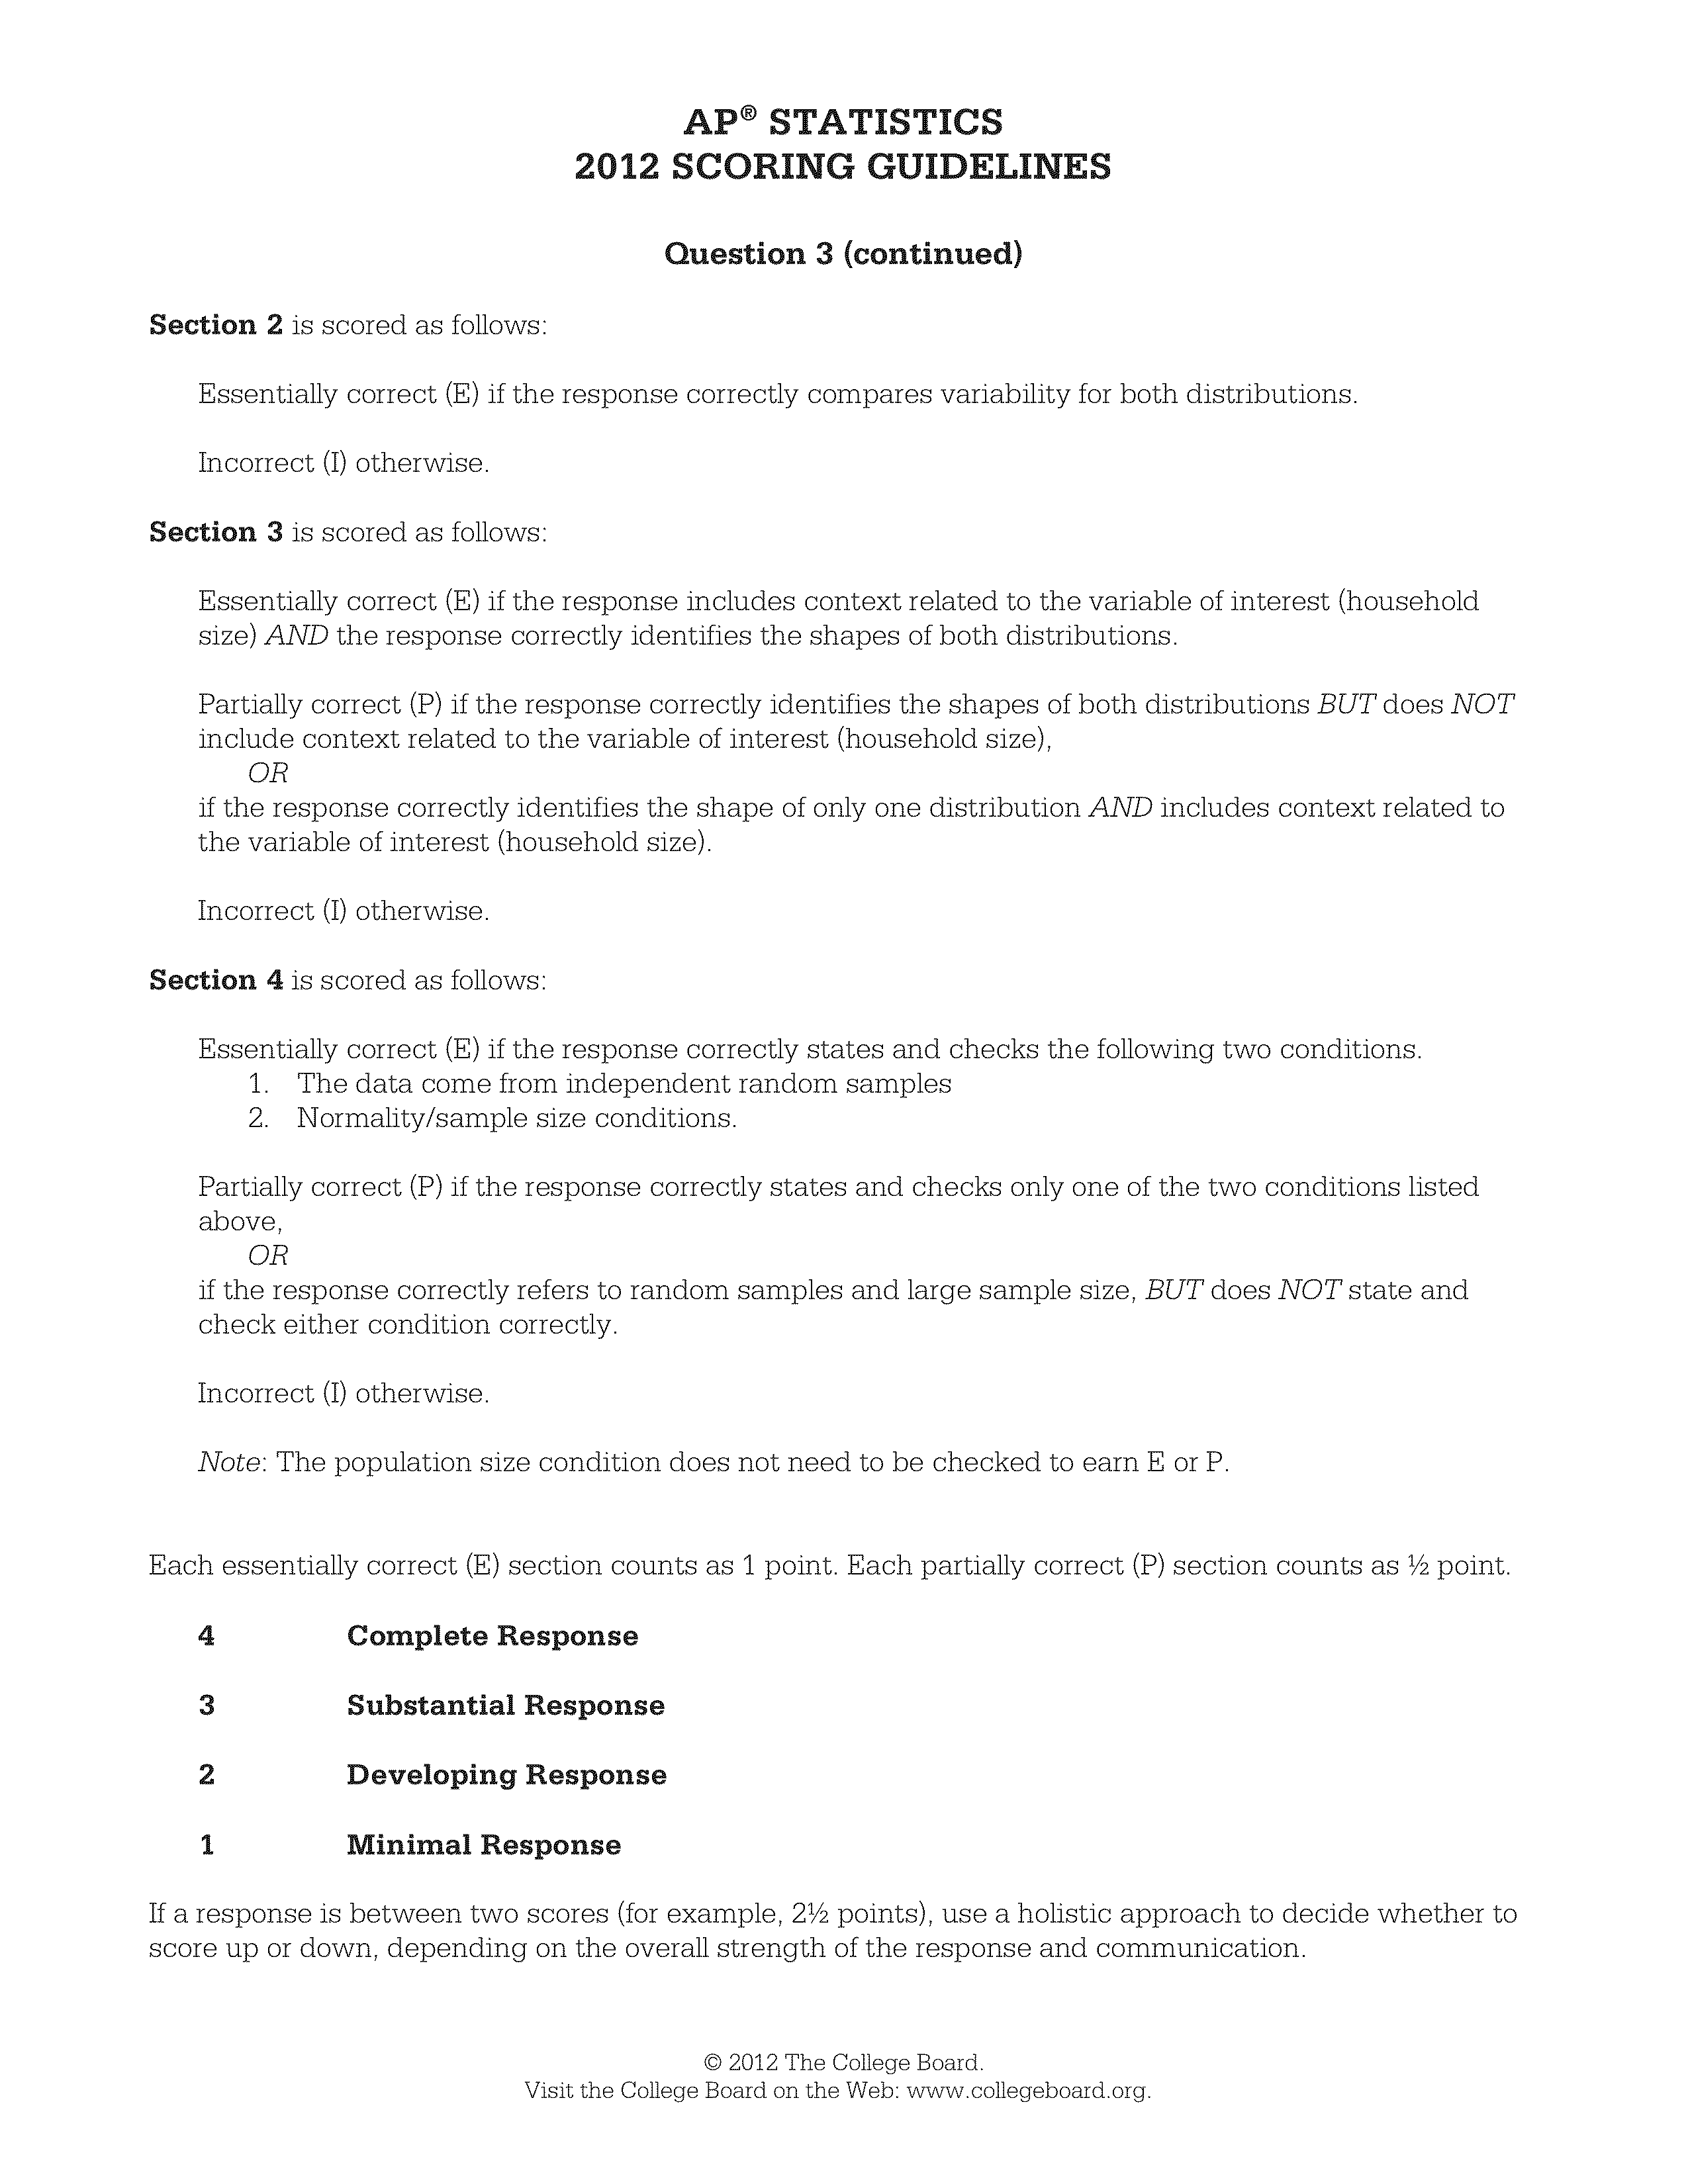 AP® STATISTICS
2012 SCORING GUIDELINES
Question 3 (continued)
Section 2 is scored as follows:
Essentially correct (E) if the response correctly compares variability for both distributions.
Incorrect (I) otherwise.
Section 3 is scored as follows:
Essentially correct (E) if the response includes context related to the variable of interest (household
size) AND the response correctly identifies the shapes of both distributions.
Partially correct (P) if the response correctly identifies the shapes of both distributions BUT does NOT
include context related to the variable of interest (household size),
OR
if the response correctly identifies the shape of only one distribution AND includes context related to
the variable of interest (household size).
Incorrect (I) otherwise.
Section 4 is scored as follows:
Essentially correct (E) if the response correctly states and checks the following two conditions.
1. The data come from independent random samples
2. Normality/sample size conditions.
Partially correct (P) if the response correctly states and checks only one of the two conditions listed
above,
OR
if the response correctly refers to random samples and large sample size, BUT does NOT state and
check either condition correctly.
Incorrect (I) otherwise.
Note: The population size condition does not need to be checked to earn E or P.
Each essentially correct (E) section counts as 1 point. Each partially correct (P) section counts as ½ point.
4 Complete Response
3 Substantial Response
2 Developing Response
1 Minimal Response
If a response is between two scores (for example, 2½ points), use a holistic approach to decide whether to
score up or down, depending on the overall strength of the response and communication.
© 2012 The College Board.
Visit the College Board on the Web: www.collegeboard.org.